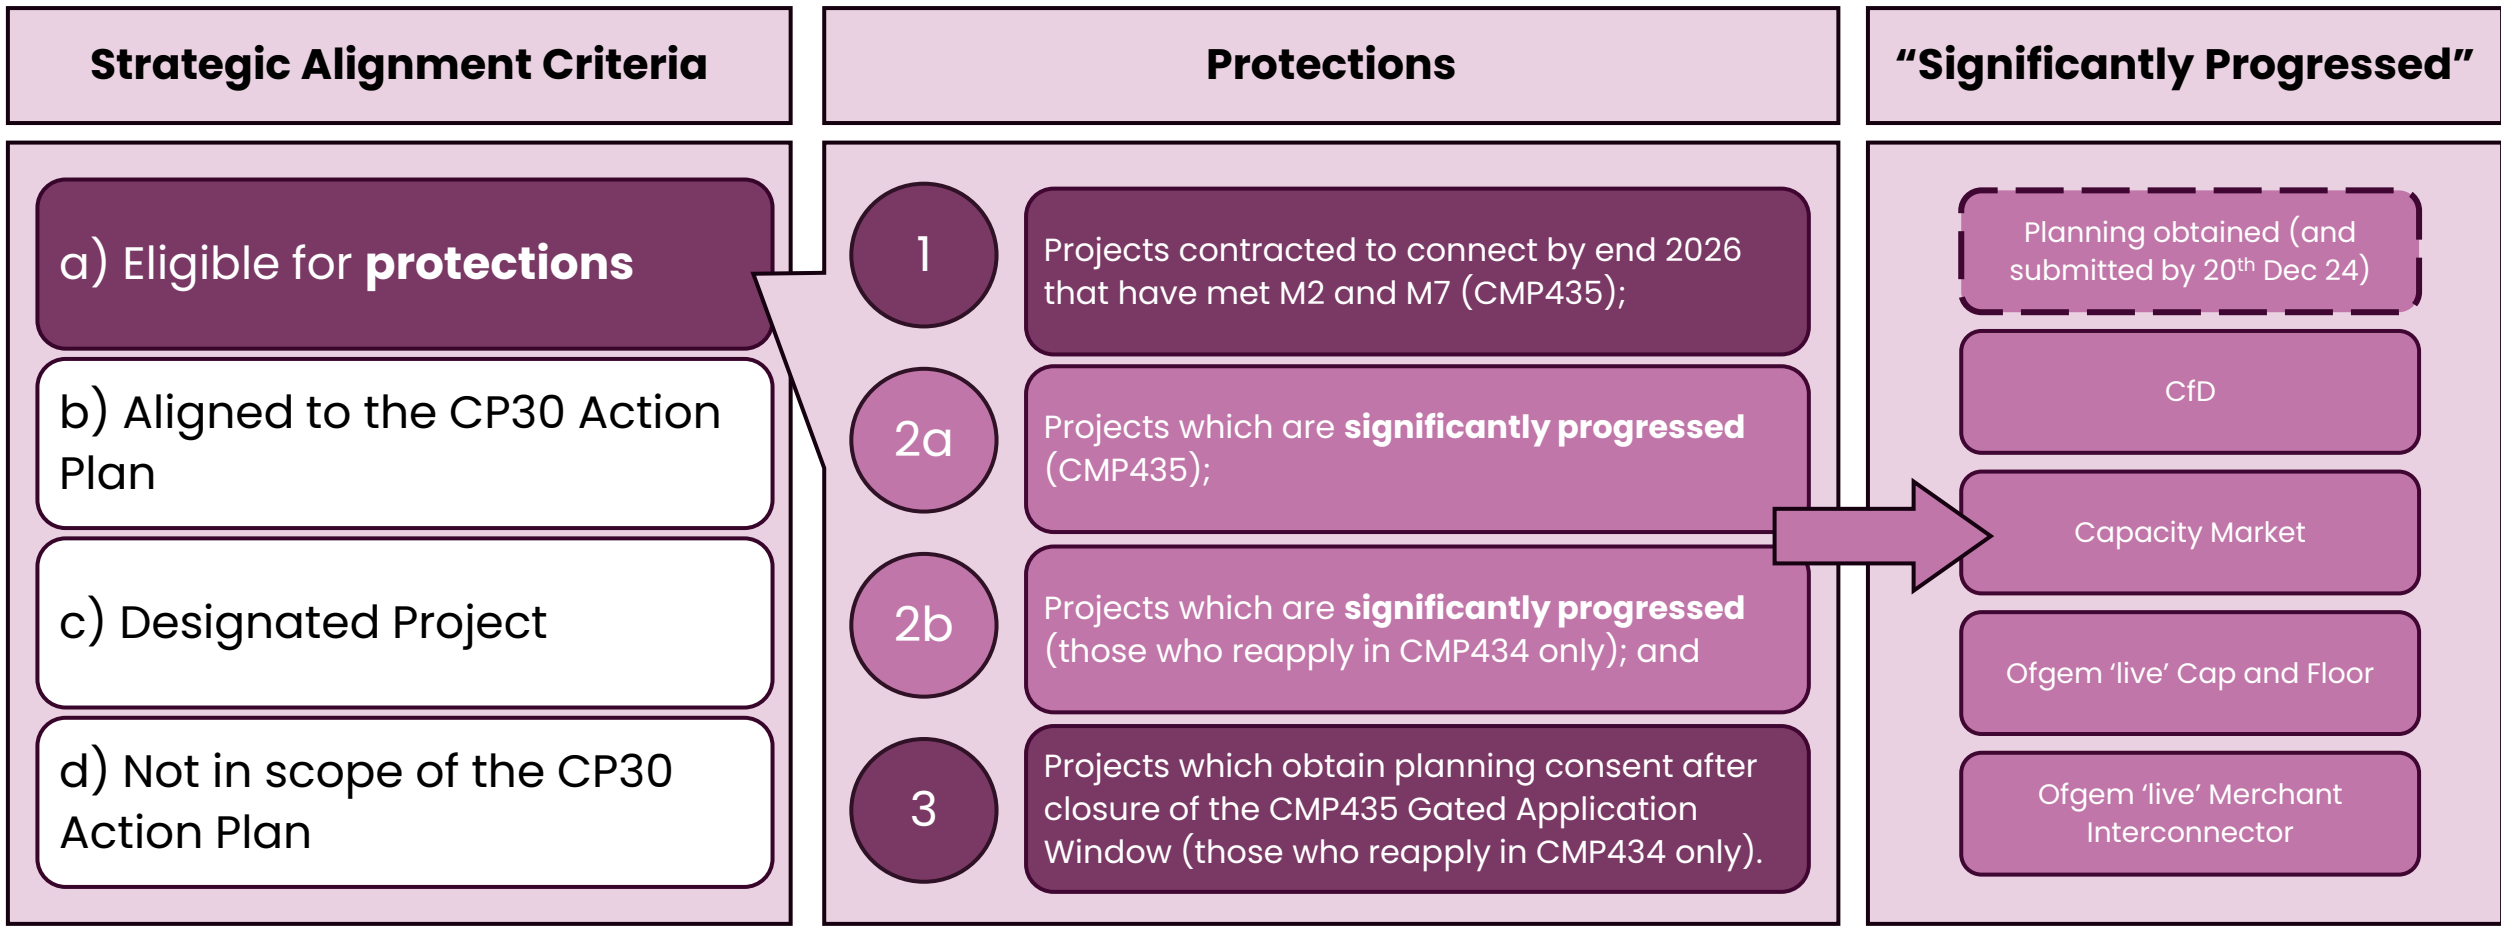 Strategic Alignment Criteria
a) Eligible for protections
b) Aligned to the CP30 Action
Plan
c) Designated Project
d) Not in scope of the CP30
Action Plan
Protections
1
Projects contracted to connect by end 2026
that have met M2 and M7 (CMP435);
2a
Projects which are significantly progressed
(CMP435);
2b
Projects which are significantly progressed
(those who reapply in CMP434 only); and
3
Projects which obtain planning consent after
closure of the CMP435 Gated Application
Window (those who reapply in CMP434 only).
“Significantly Progressed”
Planning obtained (and
submitted by 20th Dec 24)
CfD
Capacity Market
Ofgem ‘live’ Cap and Floor
Ofgem ‘live’ Merchant
Interconnector